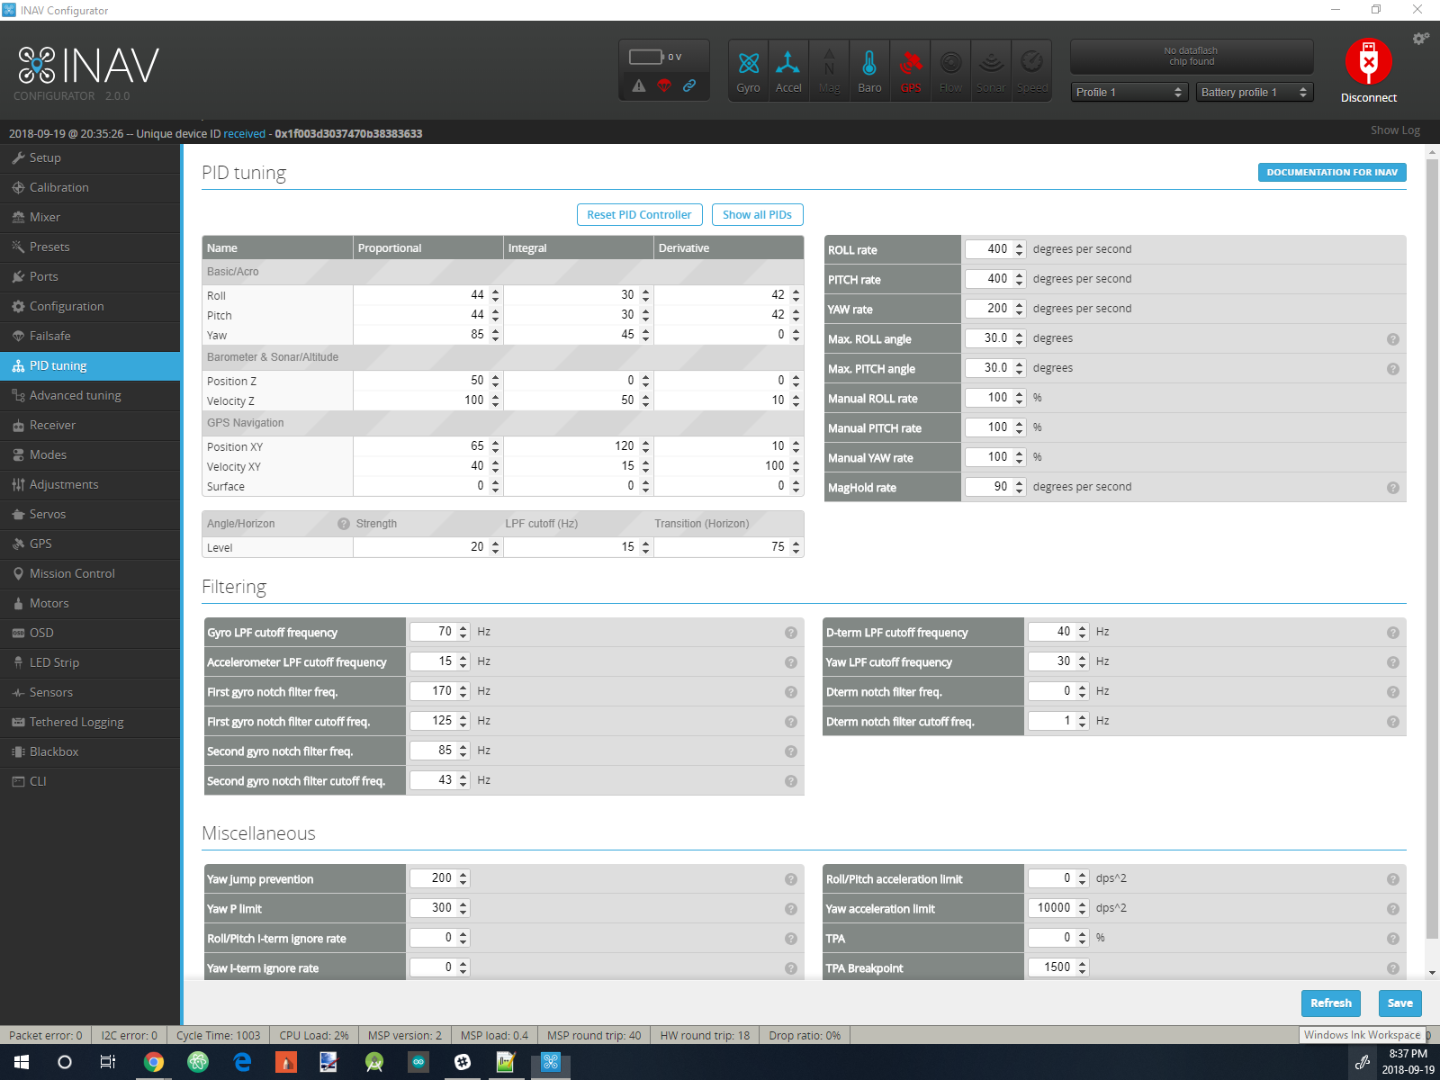 INAV Configurator
INAV
CONFIGURATOR 2.0.0
0 V
Gyro Accel Mag Baro GPS Flow Sonar Speed
No dataflash
chip found
Profile 1 Battery profile 1
Disconnect
2018-09-19 @ 20:35:26 -- Unique device ID received - 0x1f003d3037470b38383633
Show Log
Setup
Calibration
Mixer
Presets
Ports
Configuration
Failsafe
PID tuning
Advanced tuning
Receiver
Modes
Adjustments
Servos
GPS
Mission Control
Motors
OSD
LED Strip
Sensors
Tethered Logging
Blackbox
CLI
PID tuning
DOCUMENTATION FOR INAV
Reset PID Controller Show all PIDs
Name Proportional Integral Derivative
Basic/Acro
Roll 44 30 42
Pitch 44 30 42
Yaw 85 45 0
Barometer & Sonar/Altitude
Position Z 50 0 0
Velocity Z 100 50 10
GPS Navigation
Position XY 65 120 10
Velocity XY 40 15 100
Surface 0 0 0
Angle/Horizon Strength LPF cutoff (Hz) Transition (Horizon)
Level 20 15 75
ROLL rate 400 degrees per second
PITCH rate 400 degrees per second
YAW rate 200 degrees per second
Max. ROLL angle 30.0 degrees
Max. PITCH angle 30.0 degrees
Manual ROLL rate 100 %
Manual PITCH rate 100 %
Manual YAW rate 100 %
MagHold rate 90 degrees per second
Filtering
Gyro LPF cutoff frequency 70 Hz
Accelerometer LPF cutoff frequency 15 Hz
First gyro notch filter freq. 170 Hz
First gyro notch filter cutoff freq. 125 Hz
Second gyro notch filter freq. 85 Hz
Second gyro notch filter cutoff freq. 43 Hz
D-term LPF cutoff frequency 40 Hz
Yaw LPF cutoff frequency 30 Hz
Dterm notch filter freq. 0 Hz
Dterm notch filter cutoff freq. 1 Hz
Miscellaneous
Yaw jump prevention 200
Yaw P limit 300
Roll/Pitch I-term ignore rate 0
Yaw I-term ignore rate 0
Roll/Pitch acceleration limit 0 dps^2
Yaw acceleration limit 10000 dps^2
TPA 0 %
TPA Breakpoint 1500
Refresh Save
Packet error: 0 I2C error: 0 Cycle Time: 1003 CPU Load: 2% MSP version: 2 MSP load: 0.4 MSP round trip: 40 HW round trip: 18 Drop ratio: 0%
Windows Ink Workspace
8:37 PM
2018-09-19